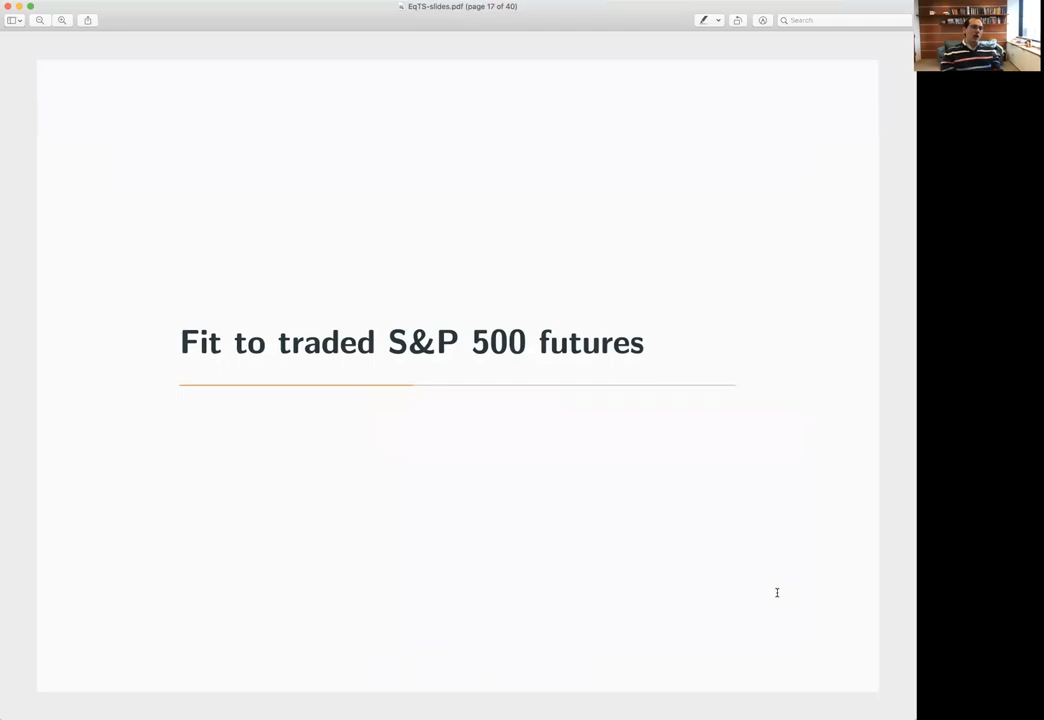 EqTS-slides.pdf (page 17 of 40)
Search
Fit to traded S&P 500 futures